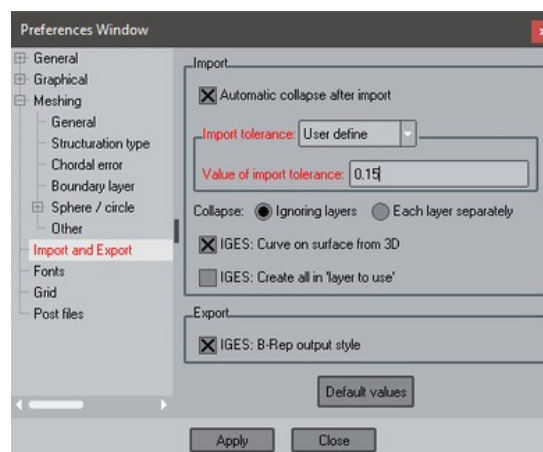 Preferences Window
x
General
Graphical
Meshing
General
Structuration type
Chordal error
Boundary layer
Sphere / circle
Other
Import and Export
Fonts
Grid
Post files
Import
Automatic collapse after import
Import tolerance: User define
Value of import tolerance: 0.15
Collapse: Ignoring layers Each layer separately
IGES: Curve on surface from 3D
IGES: Create all in 'layer to use'
Export
IGES: B-Rep output style
Default values
Apply Close